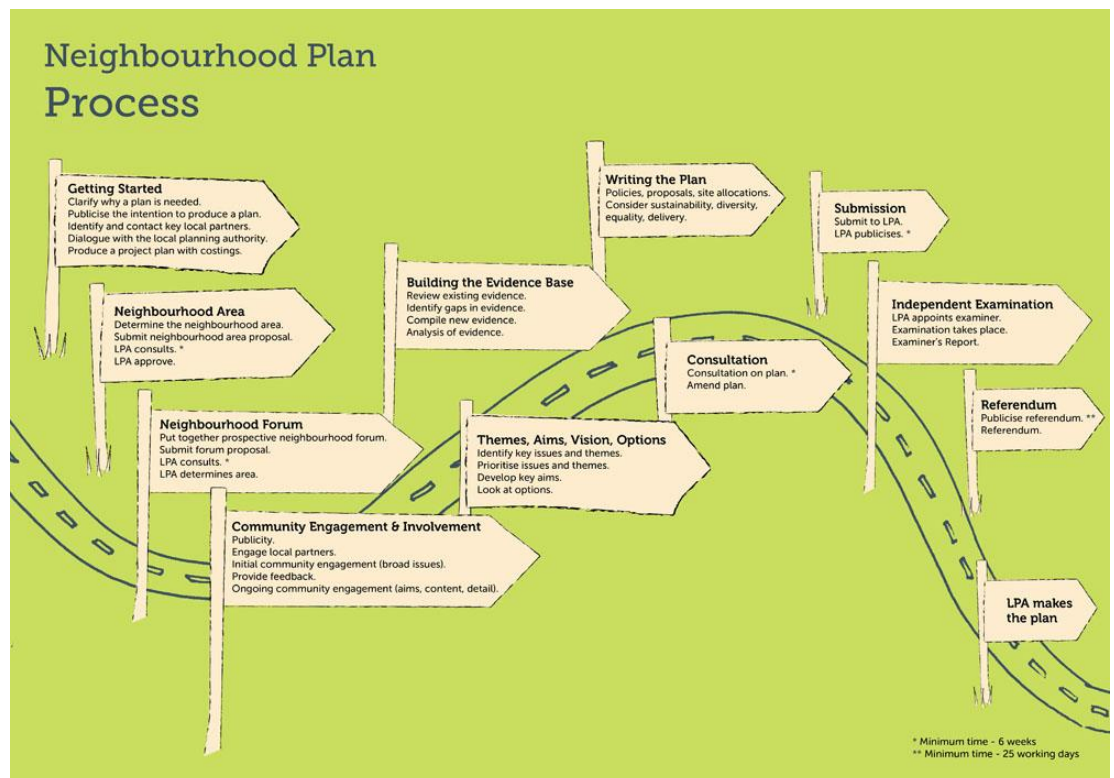 Neighbourhood Plan
Process
Getting Started
Clarify why a plan is needed.
Publicise the intention to produce a plan.
Identify and contact key local partners.
Dialogue with the local planning authority.
Produce a project plan with costings.
Neighbourhood Area
Determine the neighbourhood area.
Submit neighbourhood area proposal.
LPA consults. *
LPA approve.
Neighbourhood Forum
Put together prospective neighbourhood forum.
Submit forum proposal.
LPA consults. *
LPA determines area.
Community Engagement & Involvement
Publicity.
Engage local partners.
Initial community engagement (broad issues).
Provide feedback.
Ongoing community engagement (aims, content, detail).
Building the Evidence Base
Review existing evidence.
Identify gaps in evidence.
Compile new evidence.
Analysis of evidence.
Themes, Aims, Vision, Options
Identify key issues and themes.
Prioritise issues and themes.
Develop key aims.
Look at options.
Writing the Plan
Policies, proposals, site allocations.
Consider sustainability, diversity,
equality, delivery.
Consultation
Consultation on plan. *
Amend plan.
Submission
Submit to LPA.
LPA publicises. *
Independent Examination
LPA appoints examiner.
Examination takes place.
Examiner's Report.
Referendum
Publicise referendum. **
Referendum.
LPA makes
the plan
* Minimum time - 6 weeks
** Minimum time - 25 working days